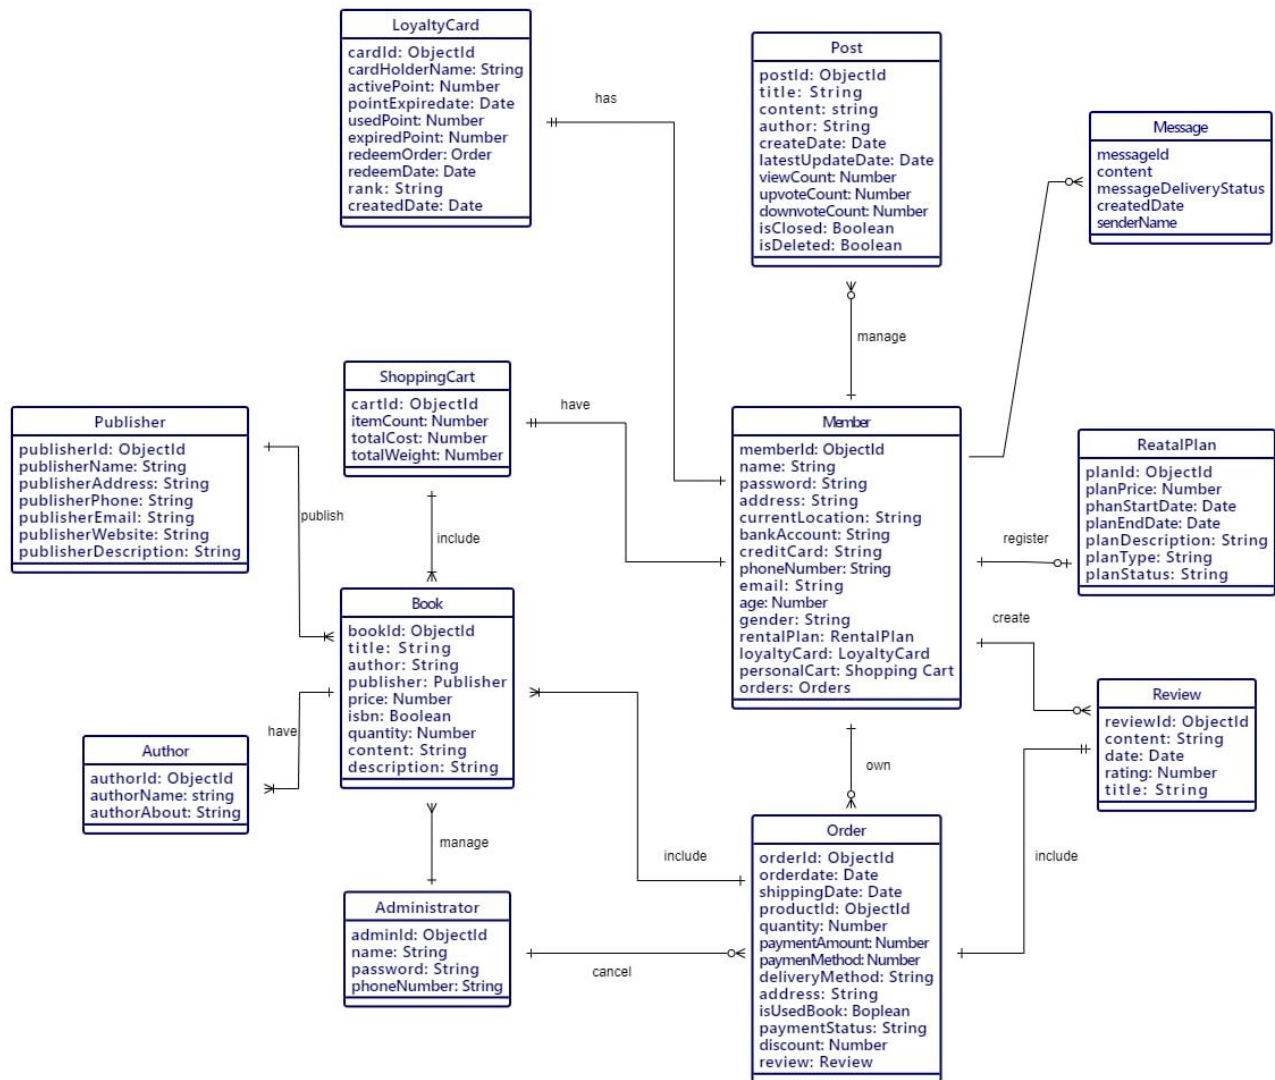 LoyaltyCard
cardId: ObjectId
cardHolderName: String
activePoint: Number
pointExpiredate: Date
usedPoint: Number
expiredPoint: Number
redeemOrder: Order
redeemDate: Date
rank: String
createdDate: Date
has
Post
postId: ObjectId
title: String
content: string
author: String
createDate: Date
latestUpdateDate: Date
viewCount: Number
upvoteCount: Number
downvoteCount: Number
isClosed: Boolean
isDeleted: Boolean
Message
messageId
content
messageDeliveryStatus
createdDate
senderName
manage
ShoppingCart
cartId: ObjectId
itemCount: Number
totalCost: Number
totalWeight: Number
have
Publisher
publisherId: ObjectId
publisherName: String
publisherAddress: String
publisherPhone: String
publisherEmail: String
publisherWebsite: String
publisherDescription: String
publish
include
Member
memberId: ObjectId
name: String
password: String
address: String
currentLocation: String
bankAccount: String
creditCard: String
phoneNumber: String
email: String
age: Number
gender: String
rentalPlan: RentalPlan
loyaltyCard: LoyaltyCard
personalCart: Shopping Cart
orders: Orders
ReatalPlan
planId: ObjectId
planPrice: Number
phanStartDate: Date
planEndDate: Date
planDescription: String
planType: String
planStatus: String
register
create
Book
bookId: ObjectId
title: String
author: String
publisher: Publisher
price: Number
isbn: Boolean
quantity: Number
content: String
description: String
have
Author
authorId: ObjectId
authorName: string
authorAbout: String
Review
reviewId: ObjectId
content: String
date: Date
rating: Number
title: String
own
manage
include
include
Order
orderId: ObjectId
orderdate: Date
shippingDate: Date
productId: ObjectId
quantity: Number
paymentAmount: Number
paymenMethod: Number
deliveryMethod: String
address: String
isUsedBook: Boplean
paymentStatus: String
discount: Number
review: Review
Administrator
adminId: ObjectId
name: String
password: String
phoneNumber: String
cancel